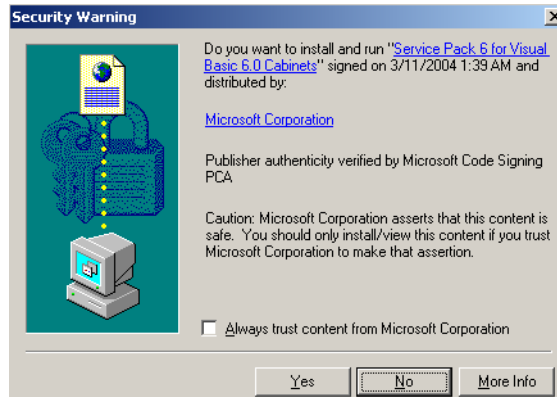 Security Warning
Do you want to install and run "Service Pack 6 for Visual
Basic 6.0 Cabinets" signed on 3/11/2004 1:39 AM and
distributed by:
Microsoft Corporation
Publisher authenticity verified by Microsoft Code Signing
PCA
Caution: Microsoft Corporation asserts that this content is
safe. You should only install/view this content if you trust
Microsoft Corporation to make that assertion.
Always trust content from Microsoft Corporation
Yes No More Info